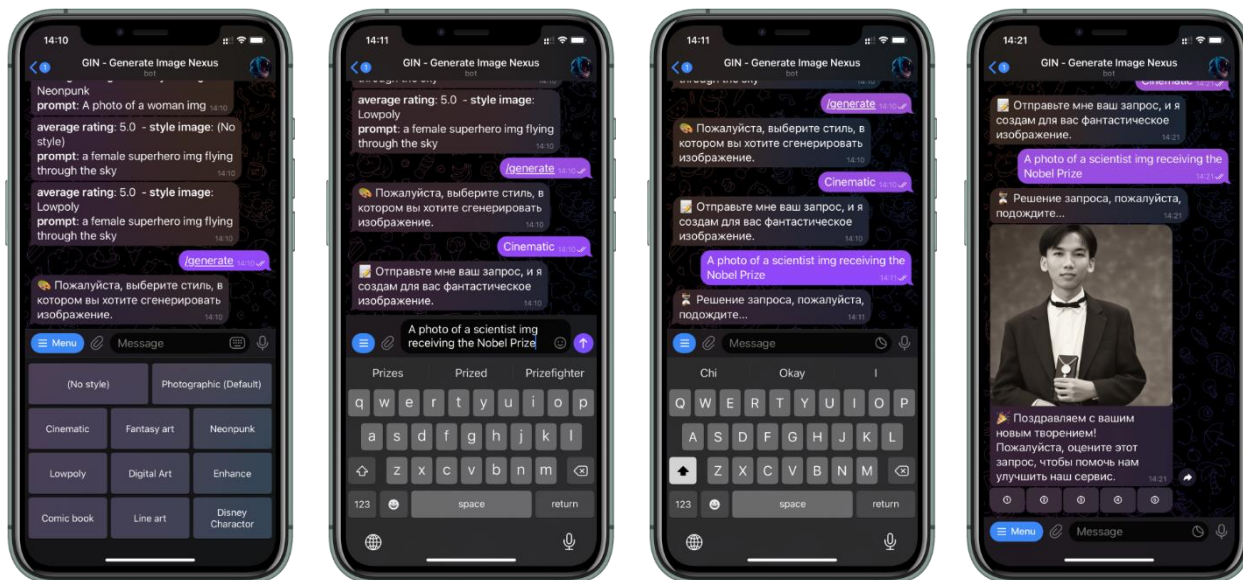 14:10
GIN - Generate Image Nexus
bot
Neonpunk
prompt: A photo of a woman img 14:10
average rating: 5.0 - style image: (No
style)
prompt: a female superhero img flying
through the sky 14:10
average rating: 5.0 - style image:
Lowpoly
prompt: a female superhero img flying
through the sky 14:10
/generate 14:10
🎨 Пожалуйста, выберите стиль, в
котором вы хотите сгенерировать
изображение. 14:10
Menu
Message
(No style)
Photographic (Default)
Cinematic
Fantasy art
Neonpunk
Lowpoly
Digital Art
Enhance
Comic book
Line art
Disney
Charactor
14:11
GIN - Generate Image Nexus
bot
average rating: 5.0 - style image:
Lowpoly
prompt: a female superhero img flying
through the sky 14:10
/generate 14:10
🎨 Пожалуйста, выберите стиль, в
котором вы хотите сгенерировать
изображение. 14:10
Cinematic 14:10
📝 Отправьте мне ваш запрос, и я
создам для вас фантастическое
изображение. 14:10
A photo of a scientist img
receiving the Nobel Prize
Prizes Prized Prizefighter
q w e r t y u i o p
a s d f g h j k l
z x c v b n m
123 space return
14:11
GIN - Generate Image Nexus
bot
through the sky
/generate 14:10
🎨 Пожалуйста, выберите стиль, в
котором вы хотите сгенерировать
изображение. 14:10
Cinematic 14:10
📝 Отправьте мне ваш запрос, и я
создам для вас фантастическое
изображение. 14:10
A photo of a scientist img receiving the
Nobel Prize 14:11
⏳ Решение запроса, пожалуйста,
подождите... 14:11
Message
Chi Okay I
Q W E R T Y U I O P
A S D F G H J K L
Z X C V B N M
123 space return
14:21
GIN - Generate Image Nexus
bot
Cinematic 14:21
📝 Отправьте мне ваш запрос, и я
создам для вас фантастическое
изображение. 14:21
A photo of a scientist img receiving the
Nobel Prize 14:21
⏳ Решение запроса, пожалуйста,
подождите... 14:21
🎉 Поздравляем с вашим
новым творением!
Пожалуйста, оцените этот
запрос, чтобы помочь нам
улучшить наш сервис. 14:21
① ② ③ ④ ⑤
Menu
Message